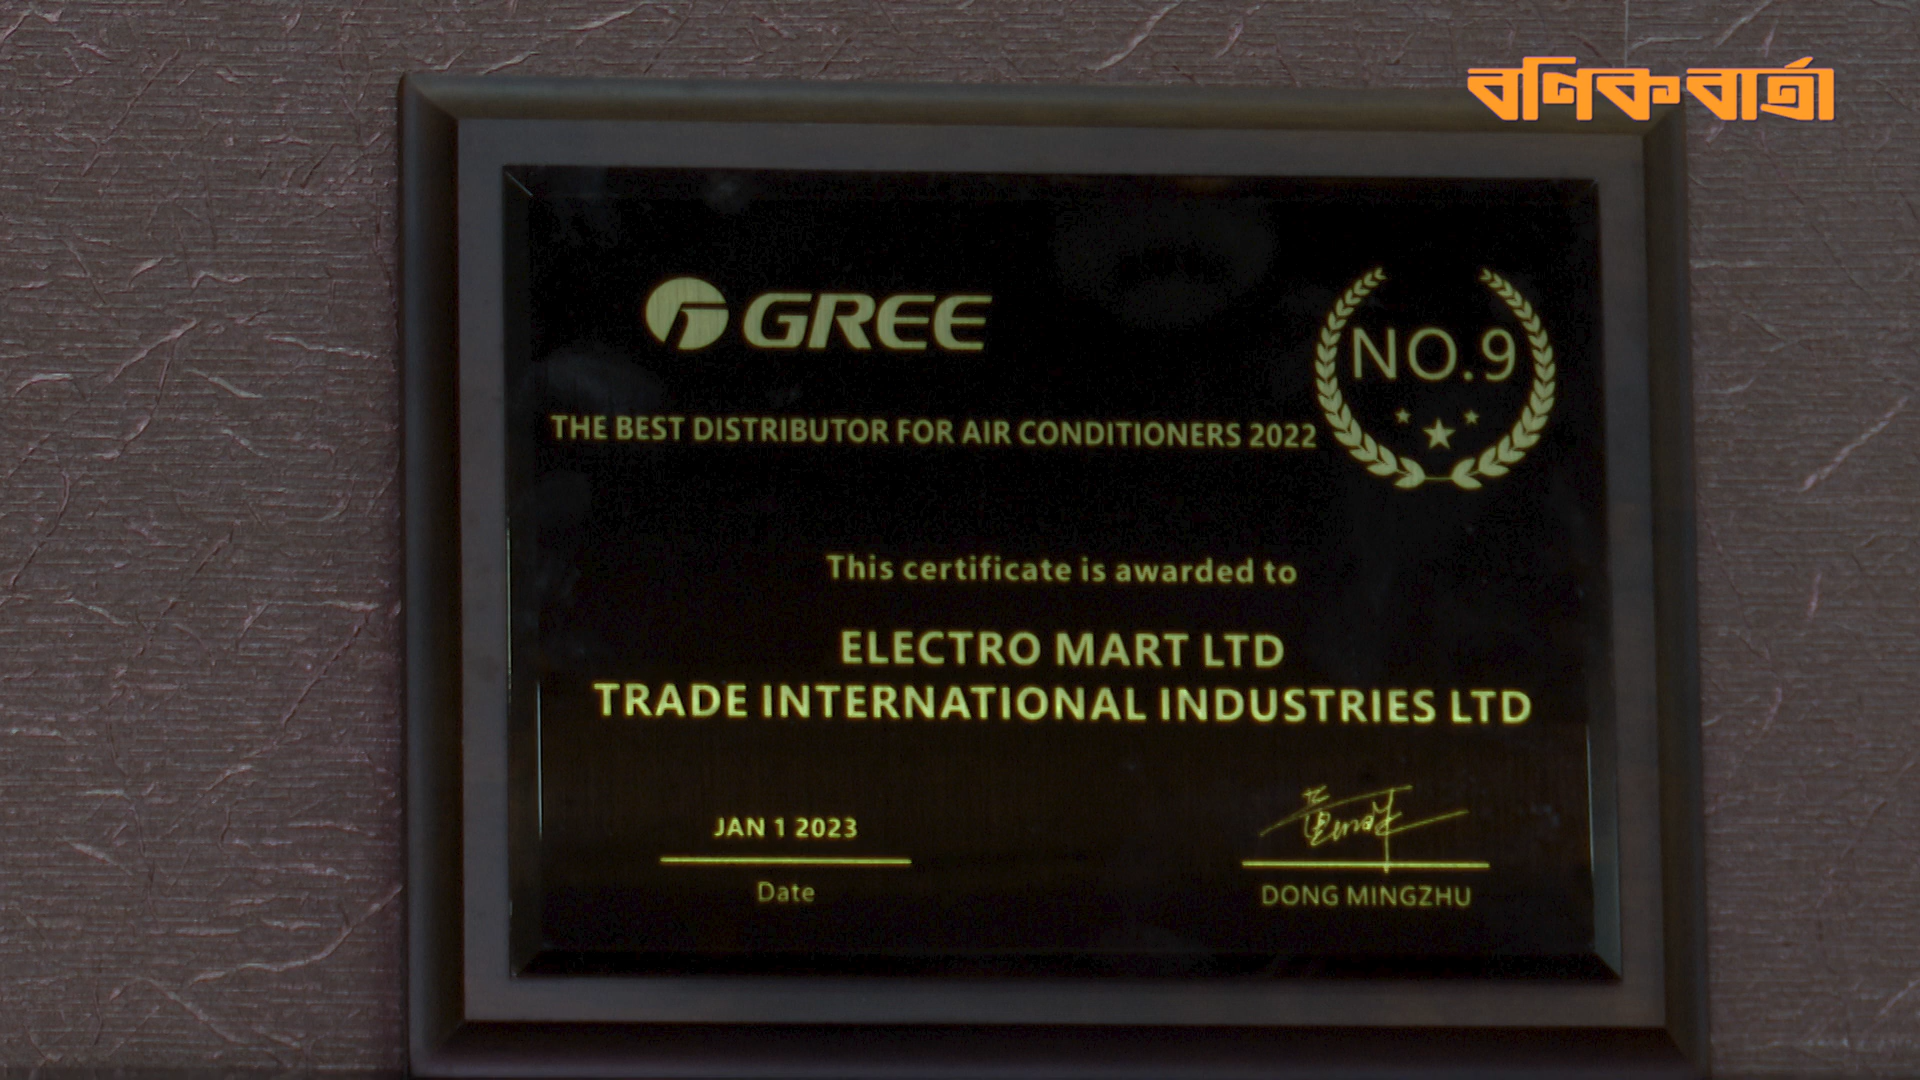 বণিক বার্তা
GREE
NO.9
THE BEST DISTRIBUTOR FOR AIR CONDITIONERS 2022
This certificate is awarded to
ELECTRO MART LTD
TRADE INTERNATIONAL INDUSTRIES LTD
JAN 1 2023
Date
DONG MINGZHU